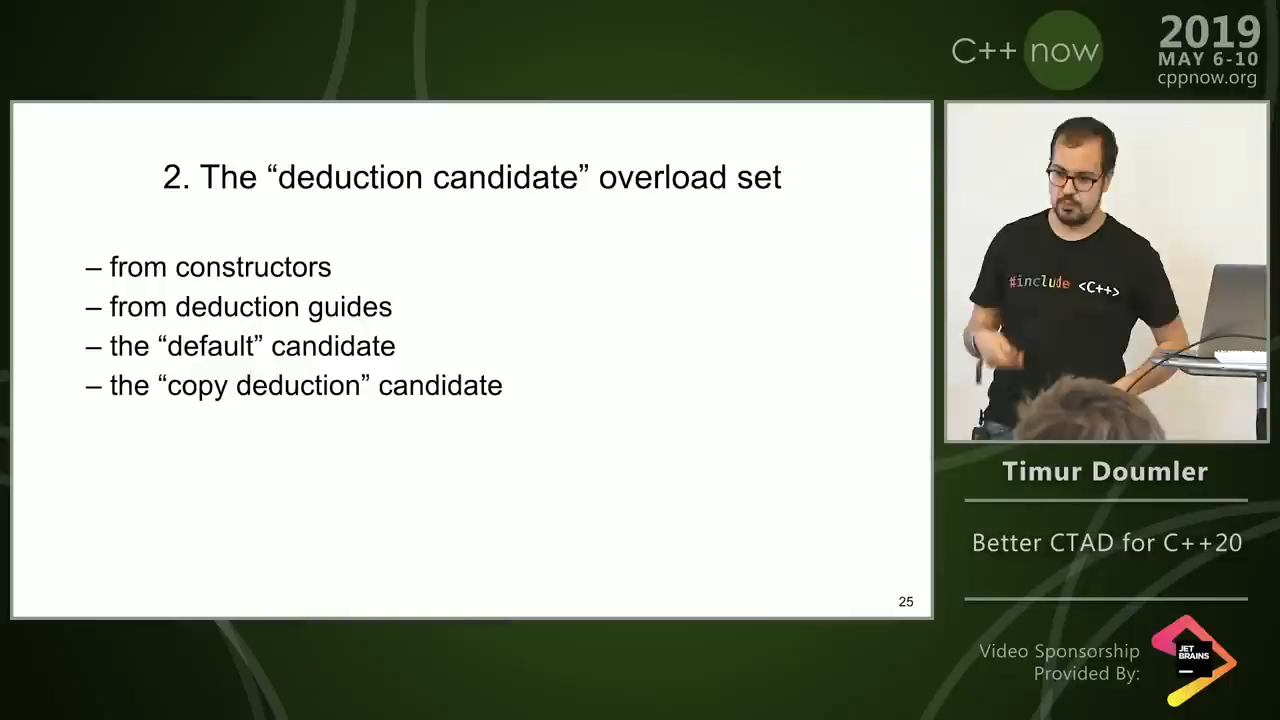 C++ now
2019
MAY 6-10
cppnow.org
2. The “deduction candidate” overload set
– from constructors
– from deduction guides
– the “default” candidate
– the “copy deduction” candidate
25
#include <C++>
Timur Doumler
Better CTAD for C++20
Video Sponsorship
Provided By:
JET
BRAINS